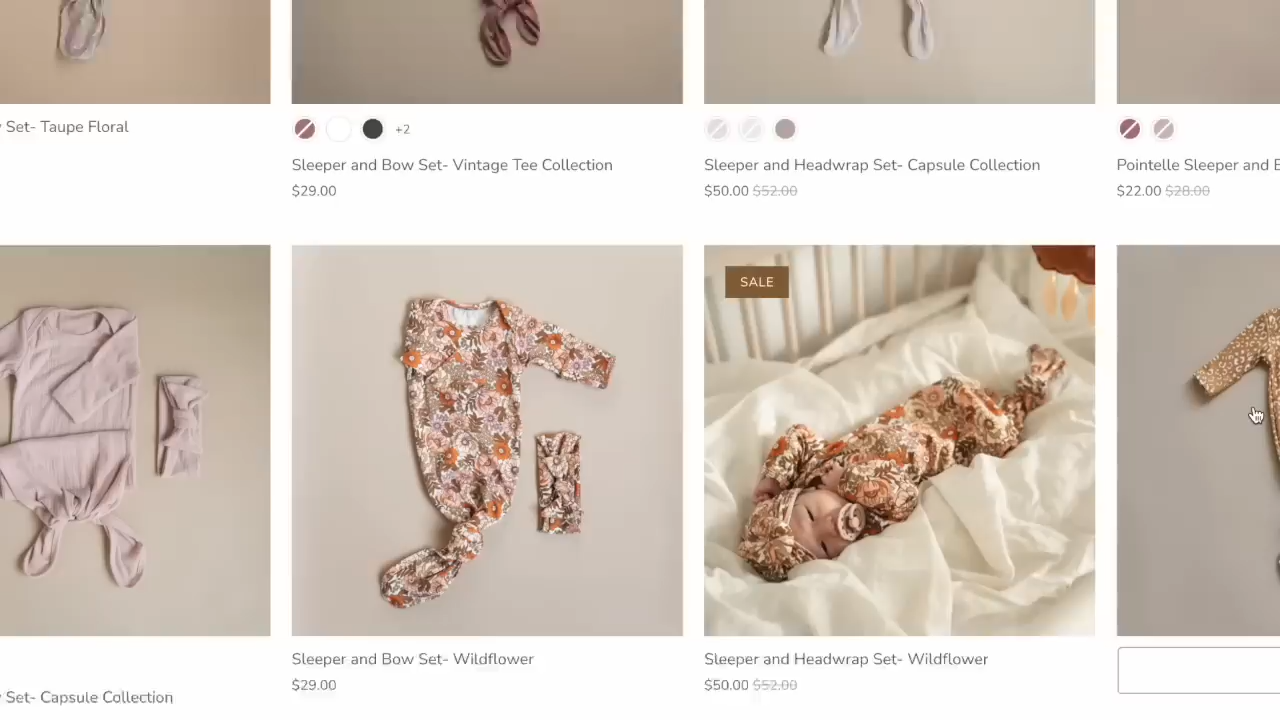 Set- Taupe Floral
+2
Sleeper and Bow Set- Vintage Tee Collection
$29.00
Sleeper and Headwrap Set- Capsule Collection
$50.00 $52.00
Pointelle Sleeper and
$22.00 $28.00
SALE
Set- Capsule Collection
Sleeper and Bow Set- Wildflower
$29.00
Sleeper and Headwrap Set- Wildflower
$50.00 $52.00